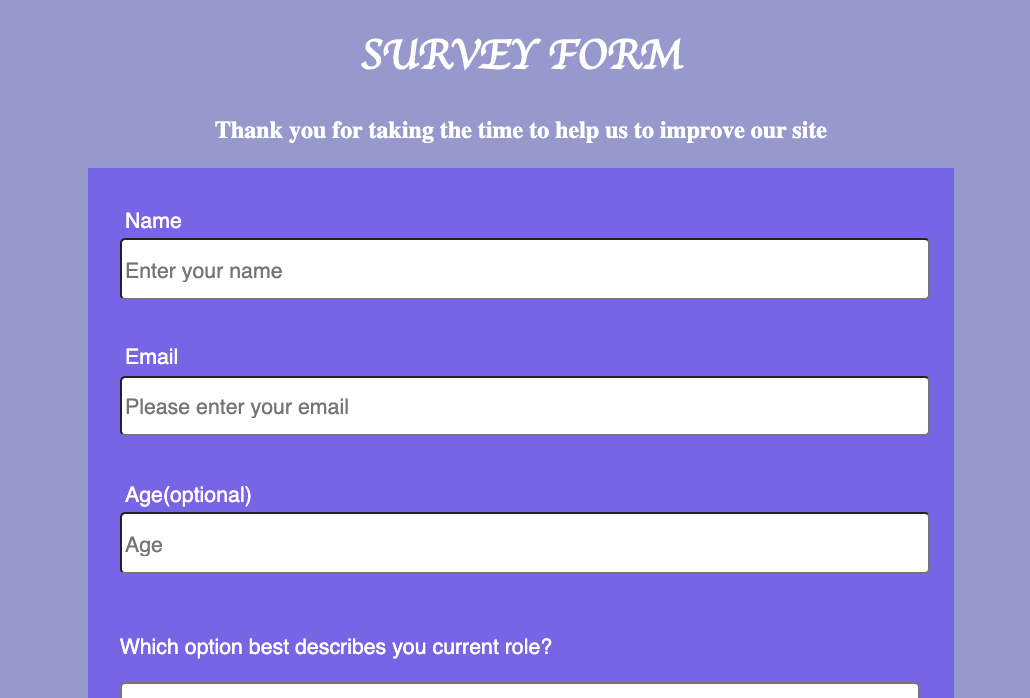 SURVEY FORM
Thank you for taking the time to help us to improve our site
Name
Enter your name
Email
Please enter your email
Age(optional)
Age
Which option best describes you current role?